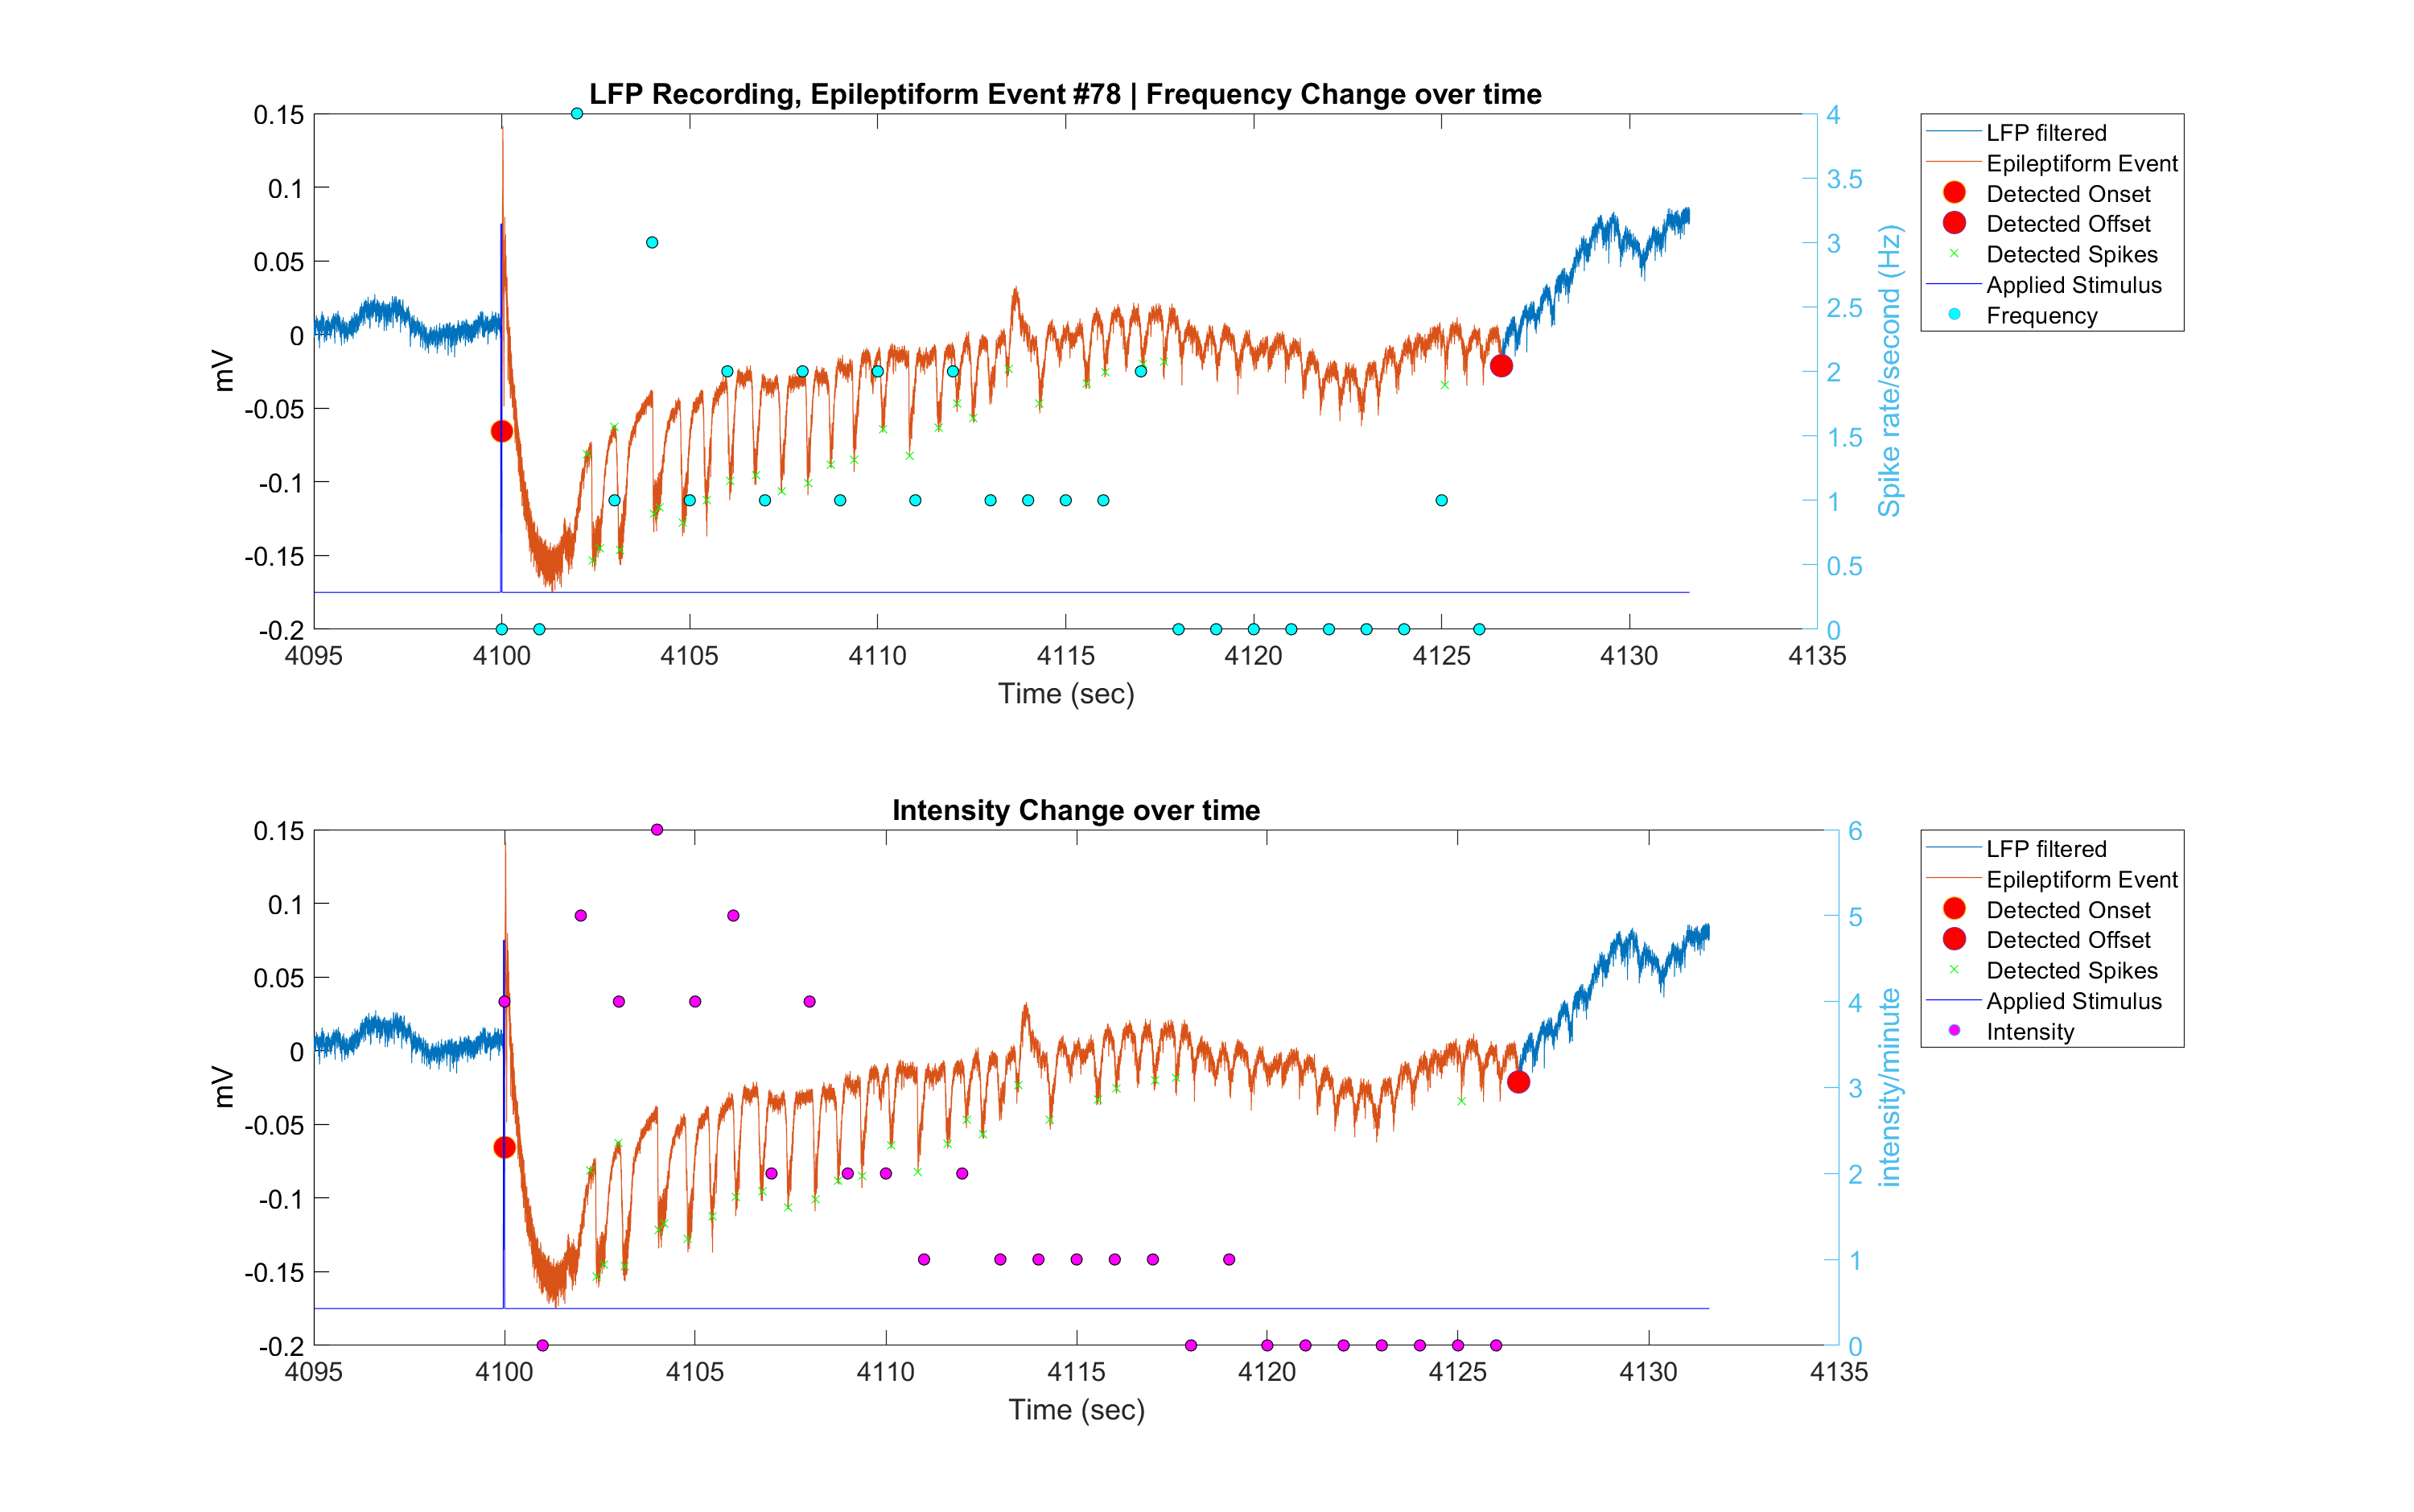 LFP Recording, Epileptiform Event #78 | Frequency Change over time
0.15
0.1
0.05
0
-0.05
-0.1
-0.15
-0.2
mV
4
3.5
3
2.5
2
1.5
1
0.5
0
Spike rate/second (Hz)
4095 4100 4105 4110 4115 4120 4125 4130 4135
Time (sec)
LFP filtered
Epileptiform Event
Detected Onset
Detected Offset
Detected Spikes
Applied Stimulus
Frequency
Intensity Change over time
0.15
0.1
0.05
0
-0.05
-0.1
-0.15
-0.2
mV
6
5
4
3
2
1
0
intensity/minute
4095 4100 4105 4110 4115 4120 4125 4130 4135
Time (sec)
LFP filtered
Epileptiform Event
Detected Onset
Detected Offset
Detected Spikes
Applied Stimulus
Intensity